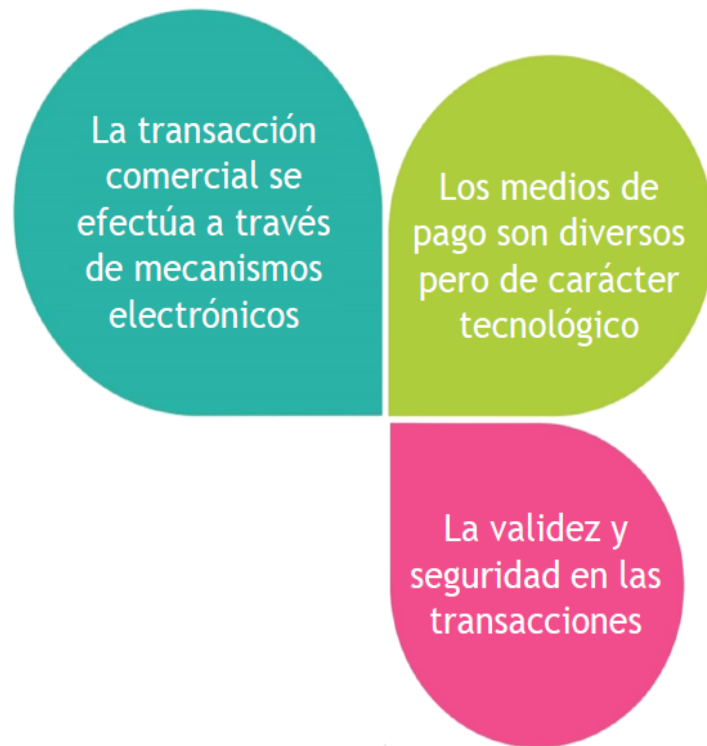 La transacción
comercial se
efectúa a través
de mecanismos
electrónicos
Los medios de
pago son diversos
pero de carácter
tecnológico
La validez y
seguridad en las
transacciones